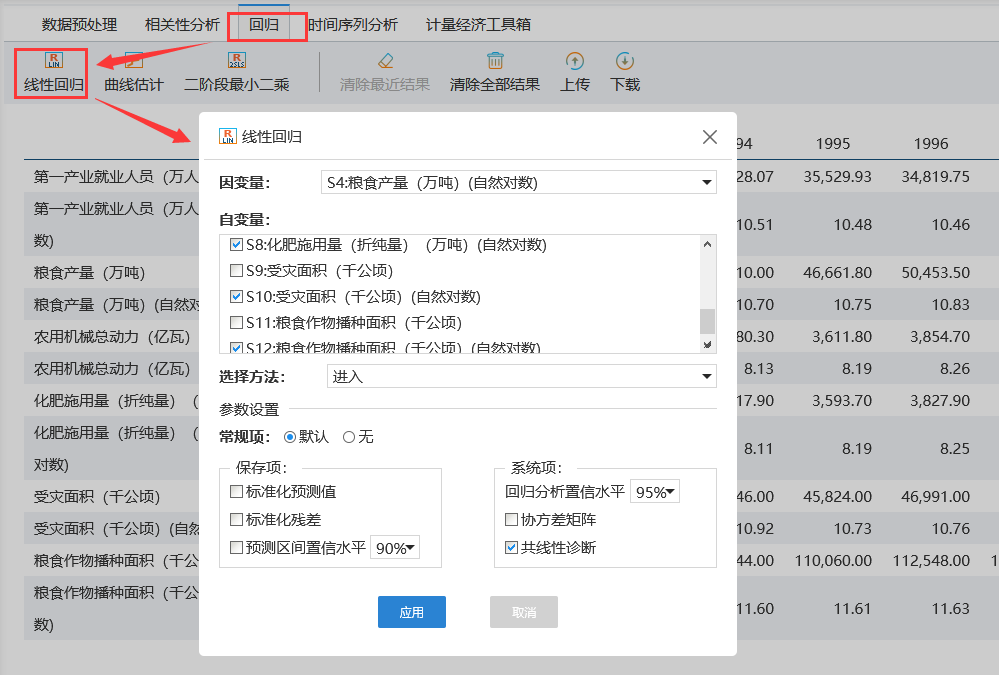 数据预处理 相关性分析 回归 时间序列分析 计量经济工具箱
R LIN R 2SLS
线性回归 曲线估计 二阶段最小二乘 清除最近结果 清除全部结果 上传 下载
R LIN 线性回归
94 1995 1996
因变量: S4:粮食产量（万吨）(自然对数)
第一产业就业人员（万人 28.07 35,529.93 34,819.75
自变量:
第一产业就业人员（万人
数) 10.51 10.48 10.46
S8:化肥施用量（折纯量）（万吨）(自然对数)
S9:受灾面积（千公顷）
S10:受灾面积（千公顷）(自然对数)
S11:粮食作物播种面积（千公顷）
S12:粮食作物播种面积（千公顷）(自然对数)
粮食产量（万吨） 10.00 46,661.80 50,453.50
粮食产量（万吨）(自然对 10.70 10.75 10.83
农用机械总动力（亿瓦） 80.30 3,611.80 3,854.70
农用机械总动力（亿瓦） 8.13 8.19 8.26
选择方法: 进入
化肥施用量（折纯量）（ 17.90 3,593.70 3,827.90
参数设置
常规项: 默认 无
化肥施用量（折纯量）（
对数) 8.11 8.19 8.25
保存项: 系统项:
标准化预测值 回归分析置信水平 95%
标准化残差 协方差矩阵
预测区间置信水平 90% 共线性诊断
受灾面积（千公顷） 46.00 45,824.00 46,991.00
受灾面积（千公顷）(自然 10.92 10.73 10.76
粮食作物播种面积（千公 44.00 110,060.00 112,548.00 1
粮食作物播种面积（千公
数) 11.60 11.61 11.63
应用 取消